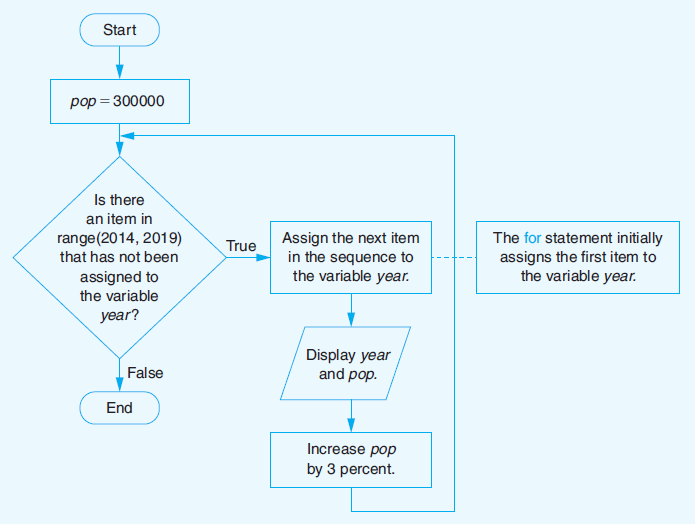 Start
pop = 300000
Is there
an item in
range(2014, 2019)
that has not been
assigned to
the variable
year?
True
Assign the next item
in the sequence to
the variable year.
The for statement initially
assigns the first item to
the variable year.
Display year
and pop.
Increase pop
by 3 percent.
False
End